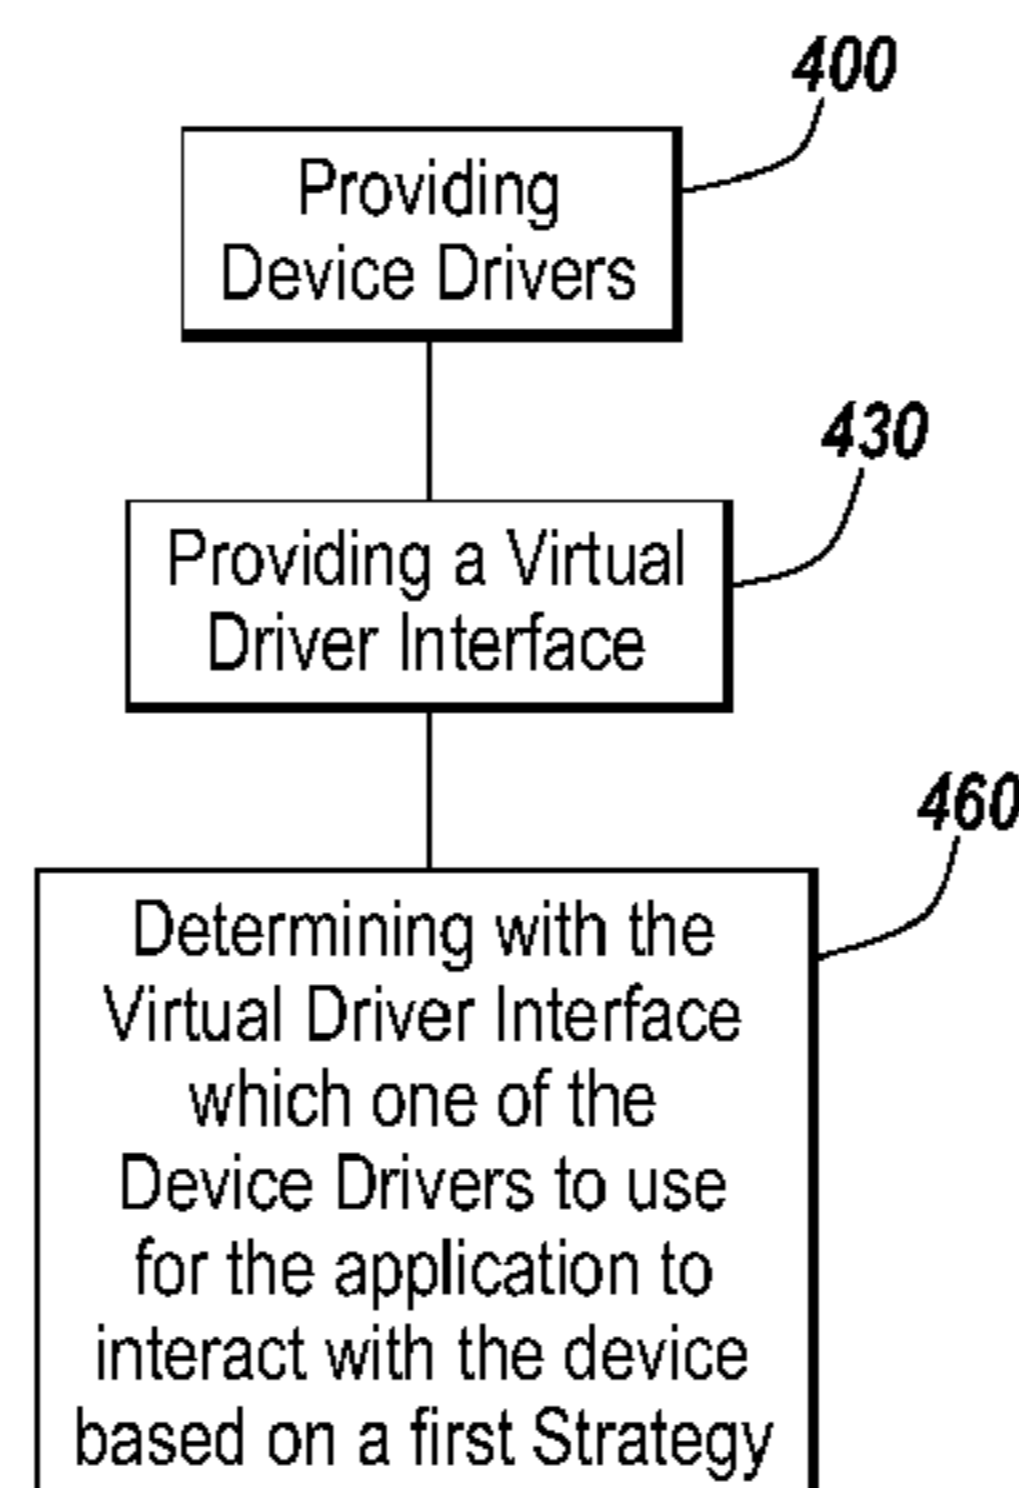 400
Providing
Device Drivers
430
Providing a Virtual
Driver Interface
460
Determining with the
Virtual Driver Interface
which one of the
Device Drivers to use
for the application to
interact with the device
based on a first Strategy